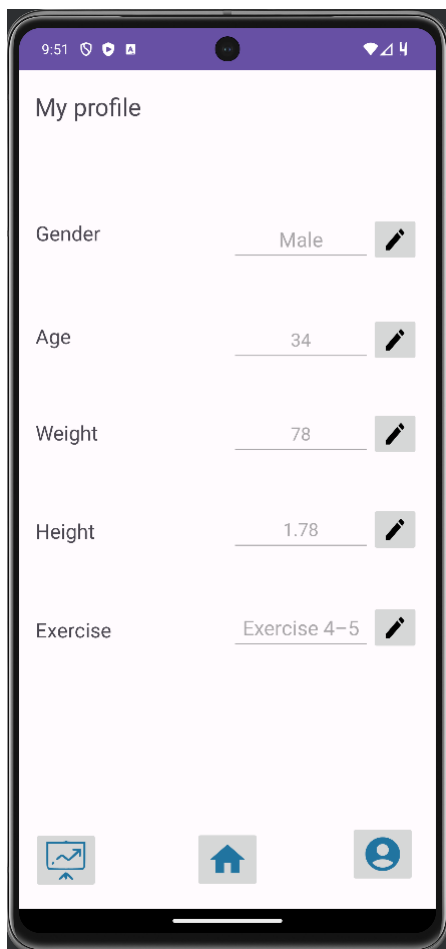 9:51
My profile
Gender Male
Age 34
Weight 78
Height 1.78
Exercise Exercise 4–5